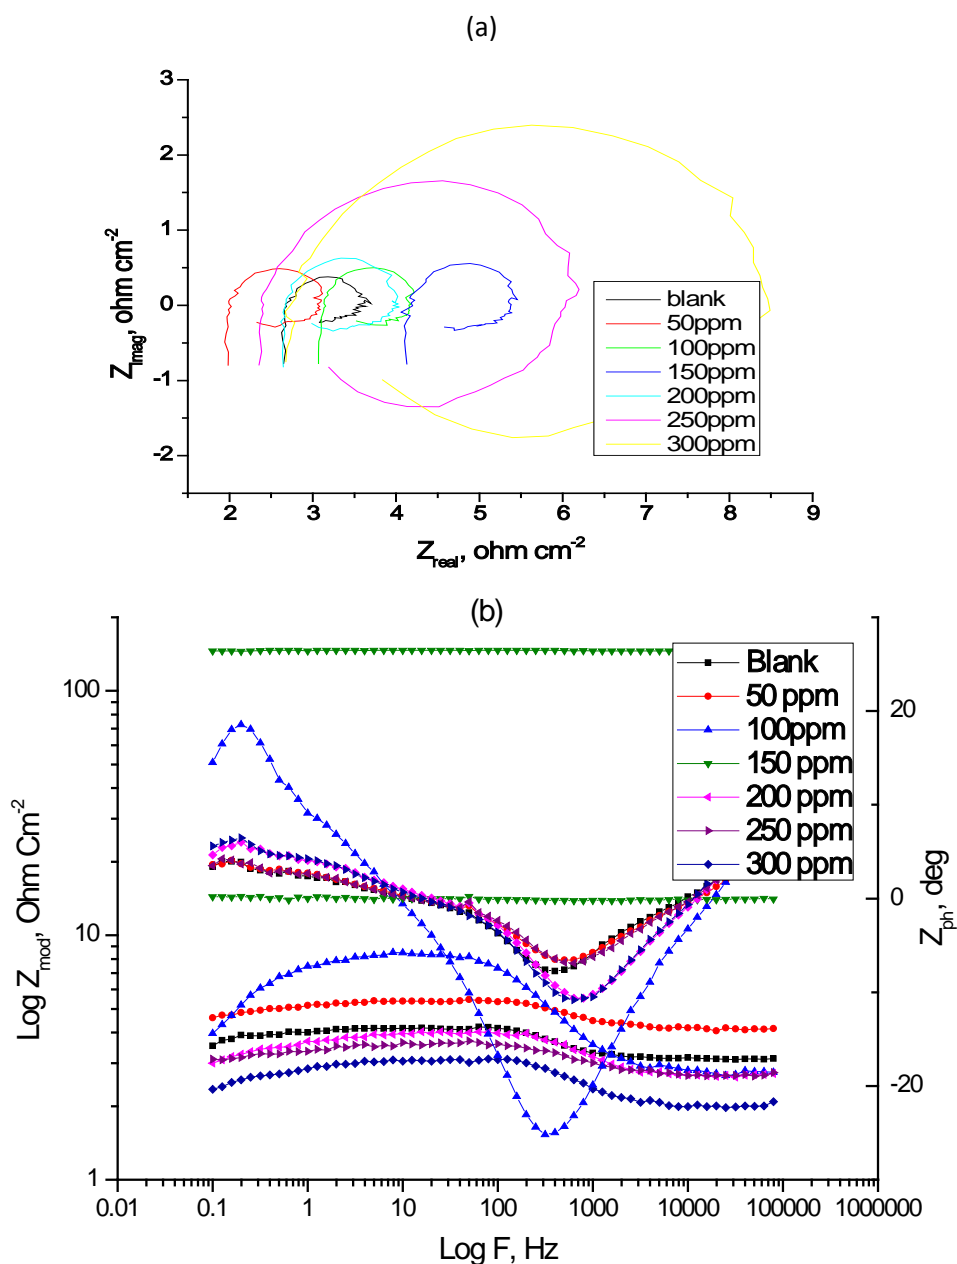 (a)
3
2
1
0
-1
-2
Z_Imag, ohm cm^-2
2 3 4 5 6 7 8 9
Z_real, ohm cm^-2
blank
50ppm
100ppm
150ppm
200ppm
250ppm
300ppm
(b)
100
10
1
Log Z_mod, Ohm Cm^-2
0.01 0.1 1 10 100 1000 10000 100000 1000000
Log F, Hz
20
0
-20
Z_ph, deg
Blank
50 ppm
100ppm
150 ppm
200 ppm
250 ppm
300 ppm